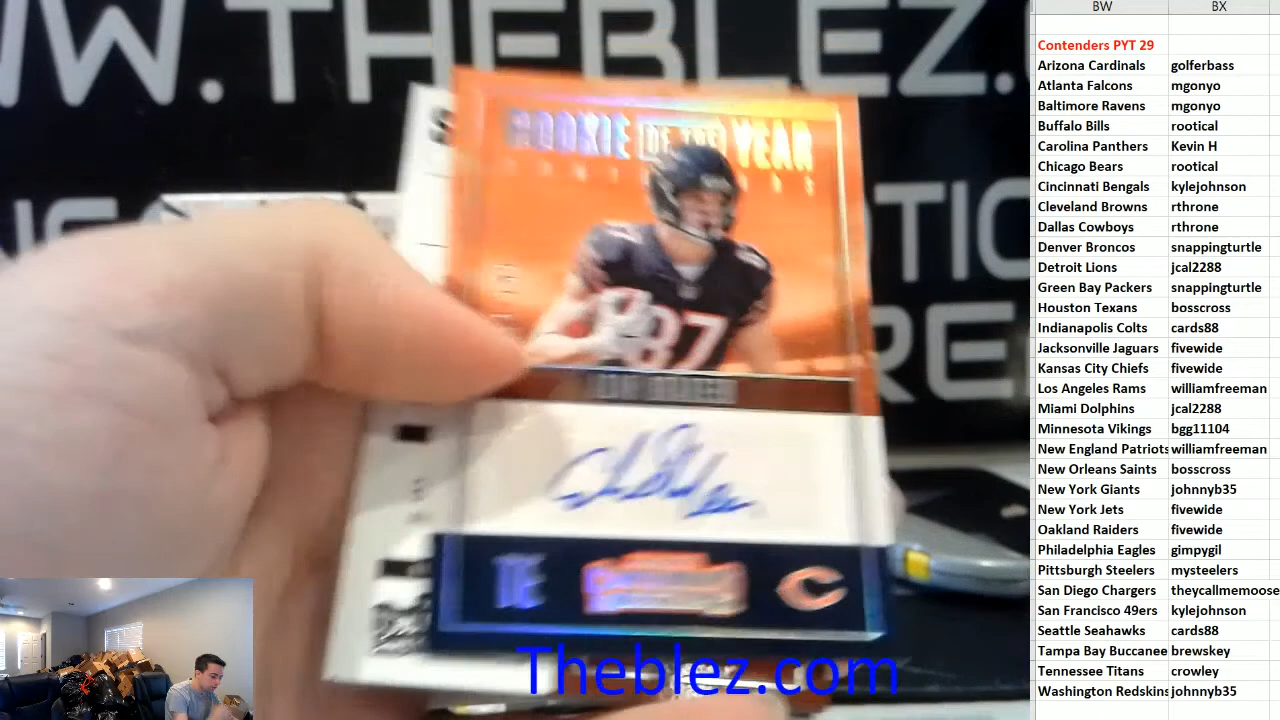 WW.THEBLEZ.
ROOKIE OF THE YEAR
87
87
TE
C
Theblez.com
BW BX
Contenders PYT 29
Arizona Cardinals golferbass
Atlanta Falcons mgonyo
Baltimore Ravens mgonyo
Buffalo Bills rootical
Carolina Panthers Kevin H
Chicago Bears rootical
Cincinnati Bengals kylejohnson
Cleveland Browns rthrone
Dallas Cowboys rthrone
Denver Broncos snappingturtle
Detroit Lions jcal2288
Green Bay Packers snappingturtle
Houston Texans bosscross
Indianapolis Colts cards88
Jacksonville Jaguars fivewide
Kansas City Chiefs fivewide
Los Angeles Rams williamfreeman
Miami Dolphins jcal2288
Minnesota Vikings bgg11104
New England Patriots williamfreeman
New Orleans Saints bosscross
New York Giants johnnyb35
New York Jets fivewide
Oakland Raiders fivewide
Philadelphia Eagles gimpygil
Pittsburgh Steelers mysteelers
San Diego Chargers theycallmemoose
San Francisco 49ers kylejohnson
Seattle Seahawks cards88
Tampa Bay Buccanee brewskey
Tennessee Titans crowley
Washington Redskins johnnyb35